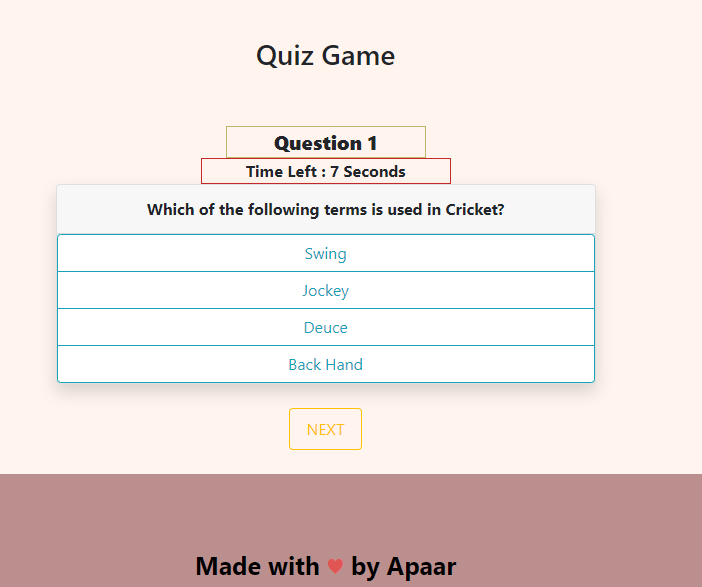 Quiz Game
Question 1
Time Left : 7 Seconds
Which of the following terms is used in Cricket?
Swing
Jockey
Deuce
Back Hand
NEXT
Made with ♥ by Apaar